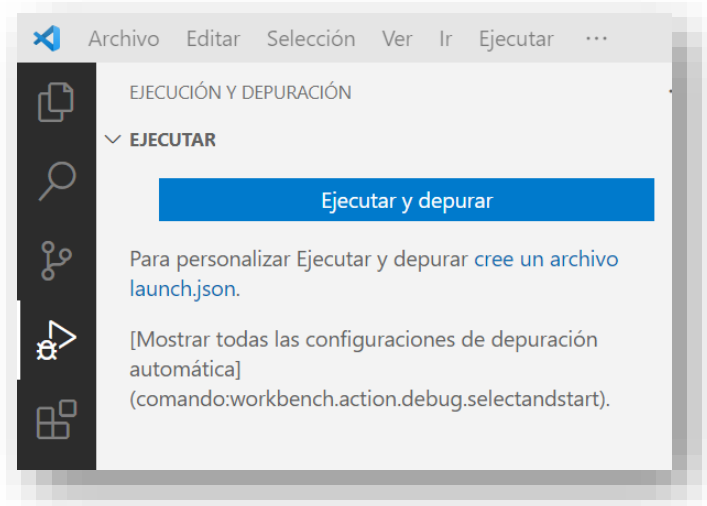 Archivo Editar Selección Ver Ir Ejecutar ···
EJECUCIÓN Y DEPURACIÓN
EJECUTAR
Ejecutar y depurar
Para personalizar Ejecutar y depurar cree un archivo
launch.json.
[Mostrar todas las configuraciones de depuración
automática]
(comando:workbench.action.debug.selectandstart).